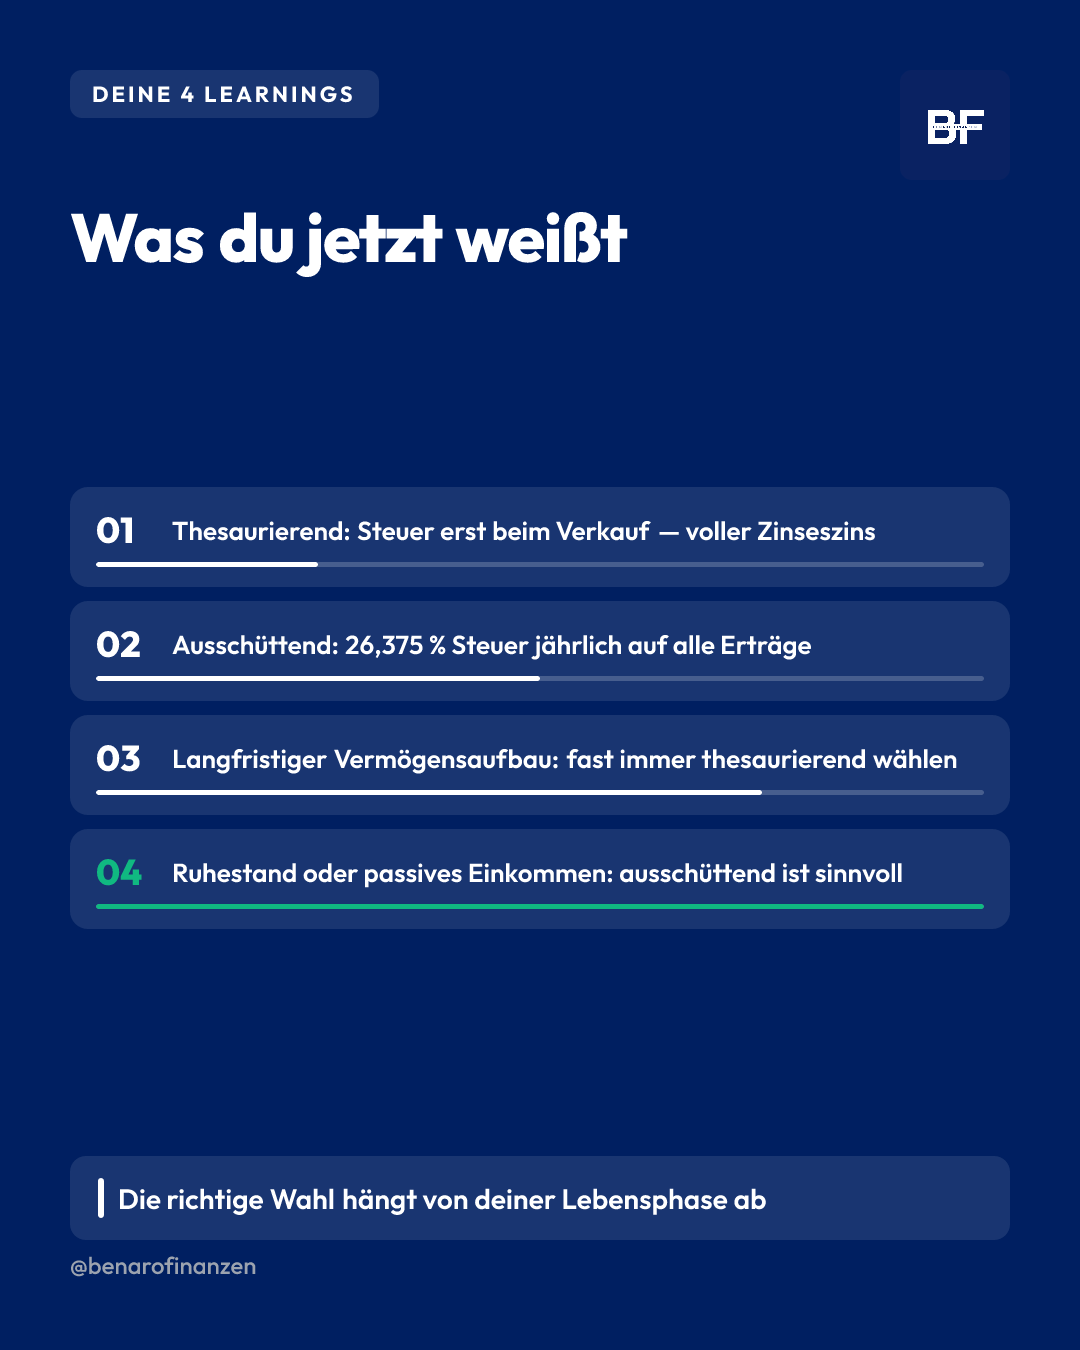 DEINE 4 LEARNINGS
BF
Was du jetzt weißt
01 Thesaurierend: Steuer erst beim Verkauf — voller Zinseszins
02 Ausschüttend: 26,375 % Steuer jährlich auf alle Erträge
03 Langfristiger Vermögensaufbau: fast immer thesaurierend wählen
04 Ruhestand oder passives Einkommen: ausschüttend ist sinnvoll
Die richtige Wahl hängt von deiner Lebensphase ab
@benarofinanzen